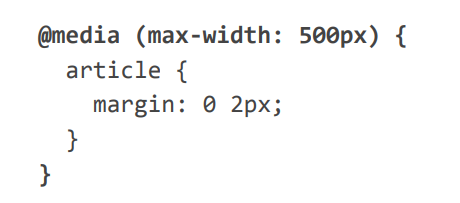 @media (max-width: 500px) {
  article {
    margin: 0 2px;
  }
}